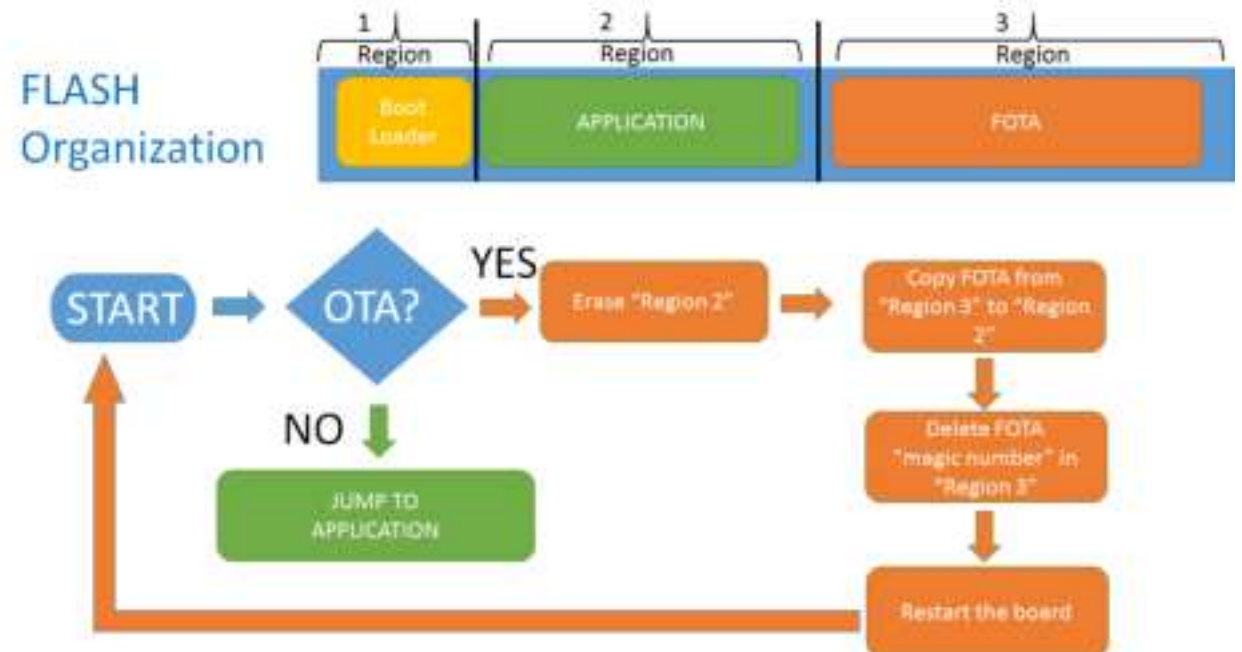 1
2
3
Region
Region
Region
FLASH
Organization
Boot
Loader
APPLICATION
FOTA
START
OTA?
YES
Erase "Region 2"
Copy FOTA from
"Region 3" to "Region
2"
NO
JUMP TO
APPLICATION
Delete FOTA
"magic number" in
"Region 3"
Restart the board